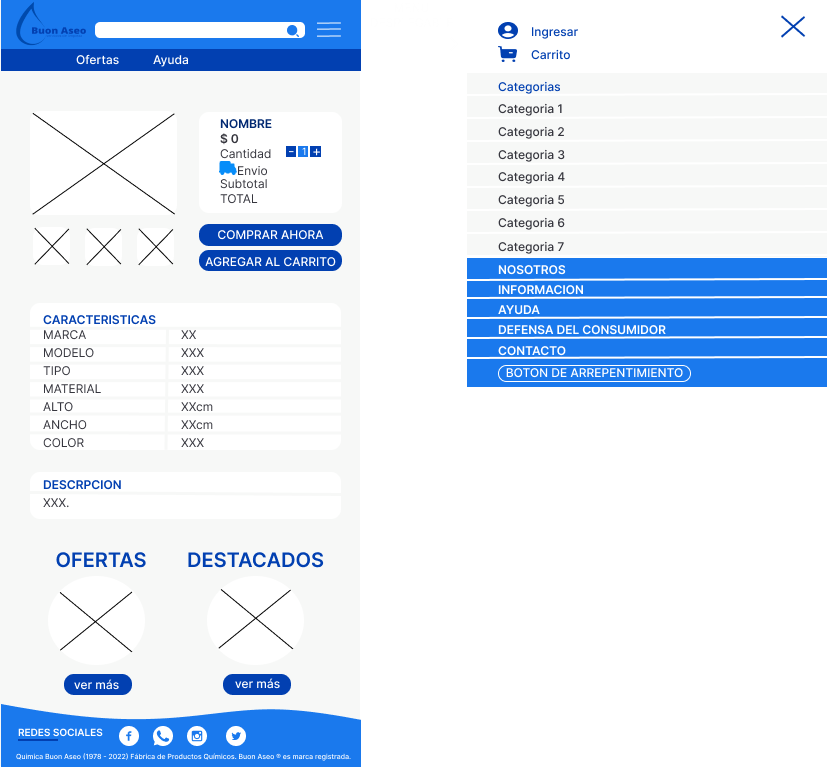 Buon Aseo
Ofertas Ayuda
NOMBRE
$ 0
Cantidad - 1 +
Envio
Subtotal
TOTAL
COMPRAR AHORA
AGREGAR AL CARRITO
CARACTERISTICAS
MARCA XX
MODELO XXX
TIPO XXX
MATERIAL XXX
ALTO XXcm
ANCHO XXcm
COLOR XXX
DESCRPCION
XXX.
OFERTAS DESTACADOS
ver más ver más
REDES SOCIALES
Química Buon Aseo (1978 - 2022) Fábrica de Productos Químicos. Buon Aseo ® es marca registrada.
Ingresar
Carrito
Categorias
Categoria 1
Categoria 2
Categoria 3
Categoria 4
Categoria 5
Categoria 6
Categoria 7
NOSOTROS
INFORMACION
AYUDA
DEFENSA DEL CONSUMIDOR
CONTACTO
BOTON DE ARREPENTIMIENTO